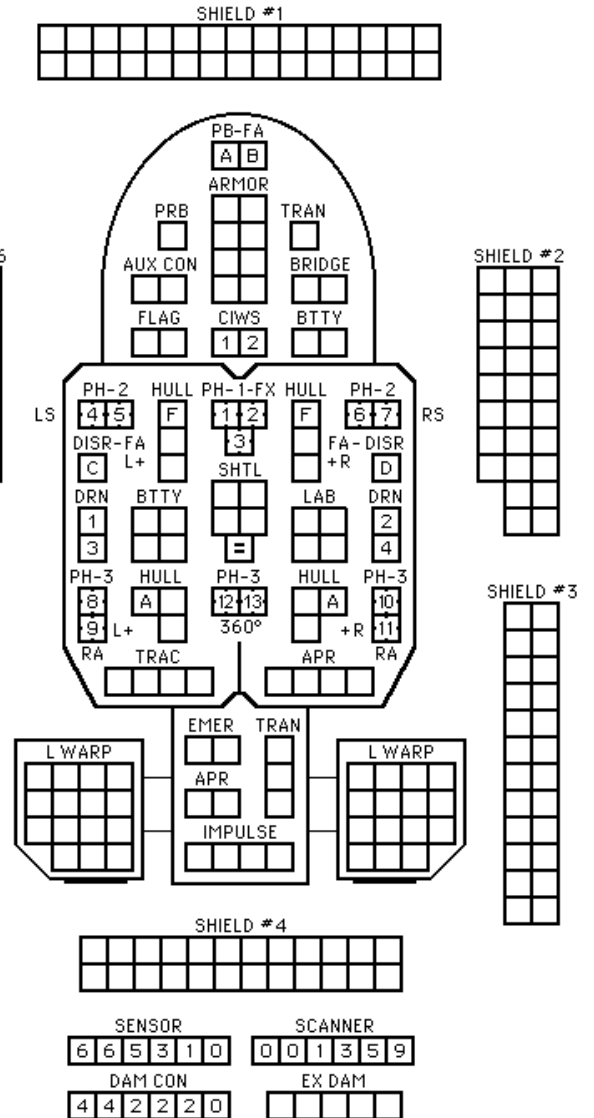 SHIELD #1
PB-FA
A B
ARMOR
PRB TRAN
6 SHIELD #2
AUX CON BRIDGE
FLAG CIWS BTTY
1 2
PH-2 HULL PH-1-FX HULL PH-2
LS 4 5 F 1 2 F 6 7 RS
3
DISR-FA FA-DISR
L+ +R
C D
SHTL
DRN BTTY LAB DRN
1 2
3 = 4
PH-3 HULL PH-3 HULL PH-3
SHIELD #3
8 A 12 13 A 10
9 L+ 360° +R 11
RA TRAC APR RA
EMER TRAN
L WARP L WARP
APR
IMPULSE
SHIELD #4
SENSOR SCANNER
6 6 5 3 1 0 0 0 1 3 5 9
DAM CON EX DAM
4 4 2 2 2 0